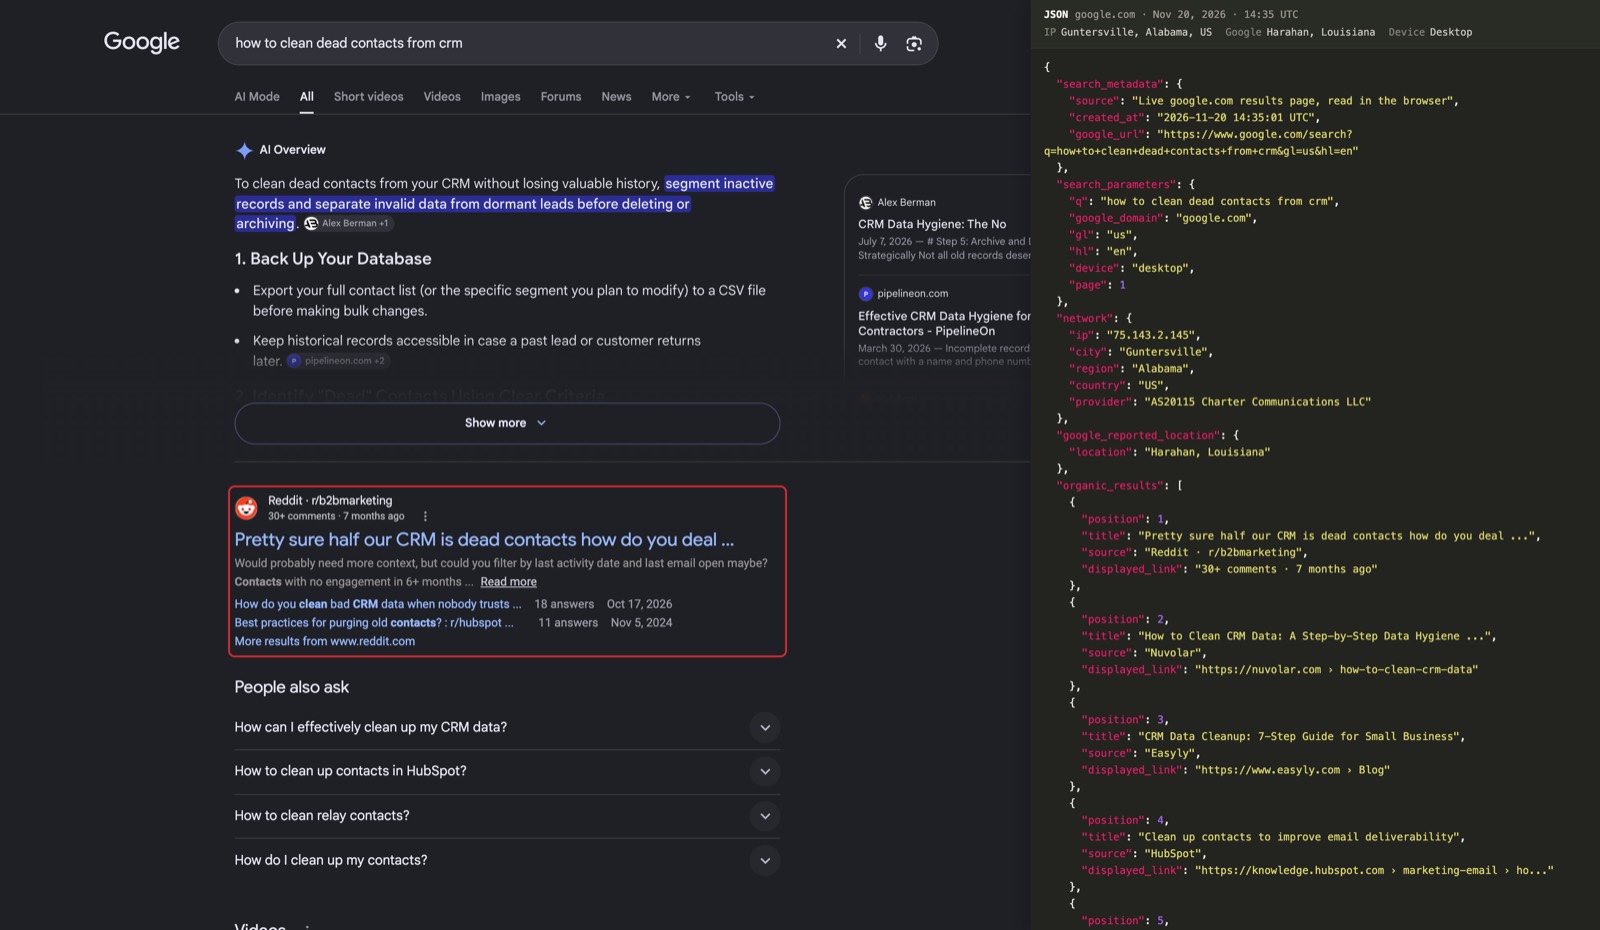 Google
how to clean dead contacts from crm
AI Mode
All
Short videos
Videos
Images
Forums
News
More
Tools
AI Overview
To clean dead contacts from your CRM without losing valuable history, segment inactive
records and separate invalid data from dormant leads before deleting or
archiving. Alex Berman +1
1. Back Up Your Database
• Export your full contact list (or the specific segment you plan to modify) to a CSV file
before making bulk changes.
• Keep historical records accessible in case a past lead or customer returns
later. P pipelineon.com +2
2. Identify "Dead" Contacts Using Clear Criteria
Show more
Alex Berman
CRM Data Hygiene: The No
July 7, 2026 — # Step 5: Archive and
Strategically Not all old records
P pipelineon.com
Effective CRM Data Hygiene for
Contractors - PipelineOn
March 30, 2026 — Incomplete record
contact with a name and phone
Reddit · r/b2bmarketing
30+ comments · 7 months ago
Pretty sure half our CRM is dead contacts how do you deal ...
Would probably need more context, but could you filter by last activity date and last email open maybe?
Contacts with no engagement in 6+ months ... Read more
How do you clean bad CRM data when nobody trusts ... 18 answers Oct 17, 2026
Best practices for purging old contacts? : r/hubspot ... 11 answers Nov 5, 2024
More results from www.reddit.com
People also ask
How can I effectively clean up my CRM data?
How to clean up contacts in HubSpot?
How to clean relay contacts?
How do I clean up my contacts?
Videos
JSON google.com · Nov 20, 2026 · 14:35 UTC
IP Guntersville, Alabama, US Google Harahan, Louisiana Device Desktop
{
"search_metadata": {
"source": "Live google.com results page, read in the browser",
"created_at": "2026-11-20 14:35:01 UTC",
"google_url": "https://www.google.com/search?
q=how+to+clean+dead+contacts+from+crm&gl=us&hl=en"
},
"search_parameters": {
"q": "how to clean dead contacts from crm",
"google_domain": "google.com",
"gl": "us",
"hl": "en",
"device": "desktop",
"page": 1
},
"network": {
"ip": "75.143.2.145",
"city": "Guntersville",
"region": "Alabama",
"country": "US",
"provider": "AS20115 Charter Communications LLC"
},
"google_reported_location": {
"location": "Harahan, Louisiana"
},
"organic_results": [
{
"position": 1,
"title": "Pretty sure half our CRM is dead contacts how do you deal ...",
"source": "Reddit · r/b2bmarketing",
"displayed_link": "30+ comments · 7 months ago"
},
{
"position": 2,
"title": "How to Clean CRM Data: A Step-by-Step Data Hygiene ...",
"source": "Nuvolar",
"displayed_link": "https://nuvolar.com › how-to-clean-crm-data"
},
{
"position": 3,
"title": "CRM Data Cleanup: 7-Step Guide for Small Business",
"source": "Easyly",
"displayed_link": "https://www.easyly.com › Blog"
},
{
"position": 4,
"title": "Clean up contacts to improve email deliverability",
"source": "HubSpot",
"displayed_link": "https://knowledge.hubspot.com › marketing-email › ho..."
},
{
"position": 5,